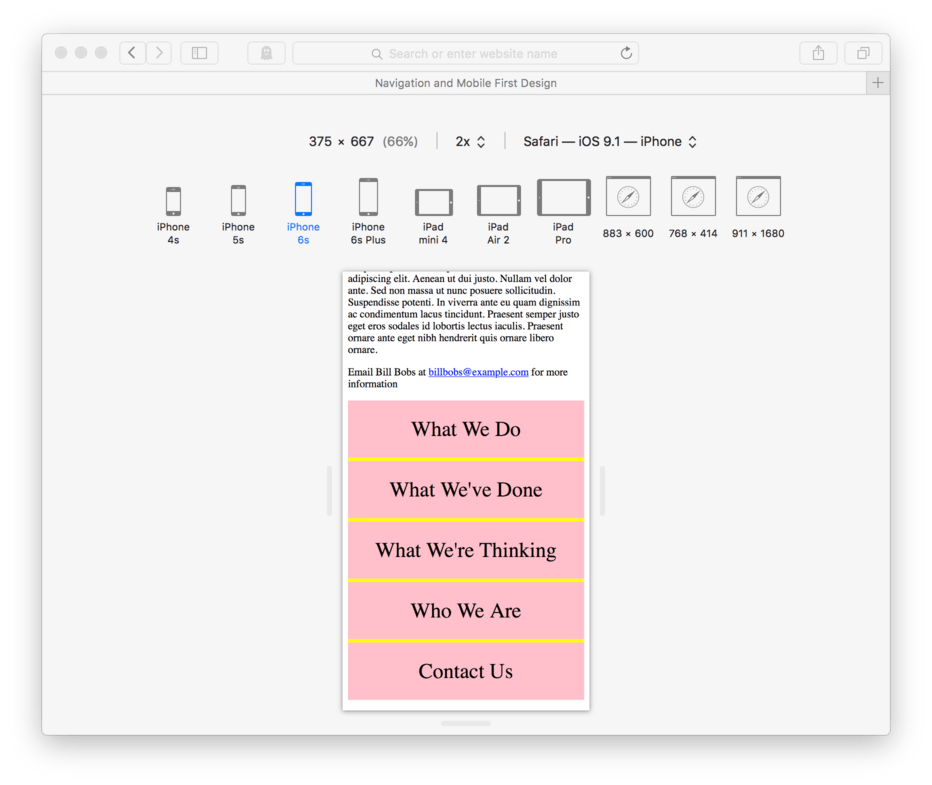 Search or enter website name
Navigation and Mobile First Design
375 × 667 (66%) 2x Safari — iOS 9.1 — iPhone
iPhone 4s
iPhone 5s
iPhone 6s
iPhone 6s Plus
iPad mini 4
iPad Air 2
iPad Pro
883 × 600
768 × 414
911 × 1680
adipiscing elit. Aenean ut dui justo. Nullam vel dolor
ante. Sed non massa ut nunc posuere sollicitudin.
Suspendisse potenti. In viverra ante eu quam dignissim
ac condimentum lacus tincidunt. Praesent semper justo
eget eros sodales id lobortis lectus iaculis. Praesent
ornare ante eget nibh hendrerit quis ornare libero
ornare.
Email Bill Bobs at billbobs@example.com for more
information
What We Do
What We've Done
What We're Thinking
Who We Are
Contact Us